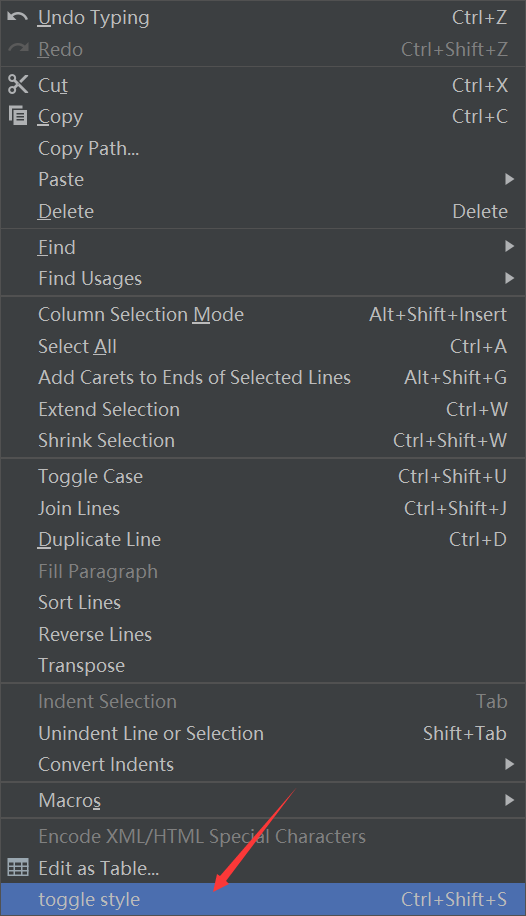 Undo Typing Ctrl+Z
Redo Ctrl+Shift+Z
Cut Ctrl+X
Copy Ctrl+C
Copy Path...
Paste
Delete Delete
Find
Find Usages
Column Selection Mode Alt+Shift+Insert
Select All Ctrl+A
Add Carets to Ends of Selected Lines Alt+Shift+G
Extend Selection Ctrl+W
Shrink Selection Ctrl+Shift+W
Toggle Case Ctrl+Shift+U
Join Lines Ctrl+Shift+J
Duplicate Line Ctrl+D
Fill Paragraph
Sort Lines
Reverse Lines
Transpose
Indent Selection Tab
Unindent Line or Selection Shift+Tab
Convert Indents
Macros
Encode XML/HTML Special Characters
Edit as Table...
toggle style Ctrl+Shift+S